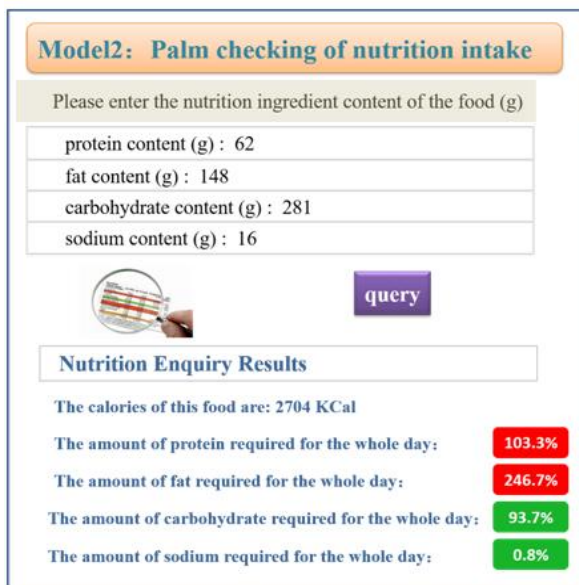 Model2： Palm checking of nutrition intake
Please enter the nutrition ingredient content of the food (g)
protein content (g) : 62
fat content (g) : 148
carbohydrate content (g) : 281
sodium content (g) : 16
query
Nutrition Enquiry Results
The calories of this food are: 2704 KCal
The amount of protein required for the whole day： 103.3%
The amount of fat required for the whole day： 246.7%
The amount of carbohydrate required for the whole day： 93.7%
The amount of sodium required for the whole day： 0.8%